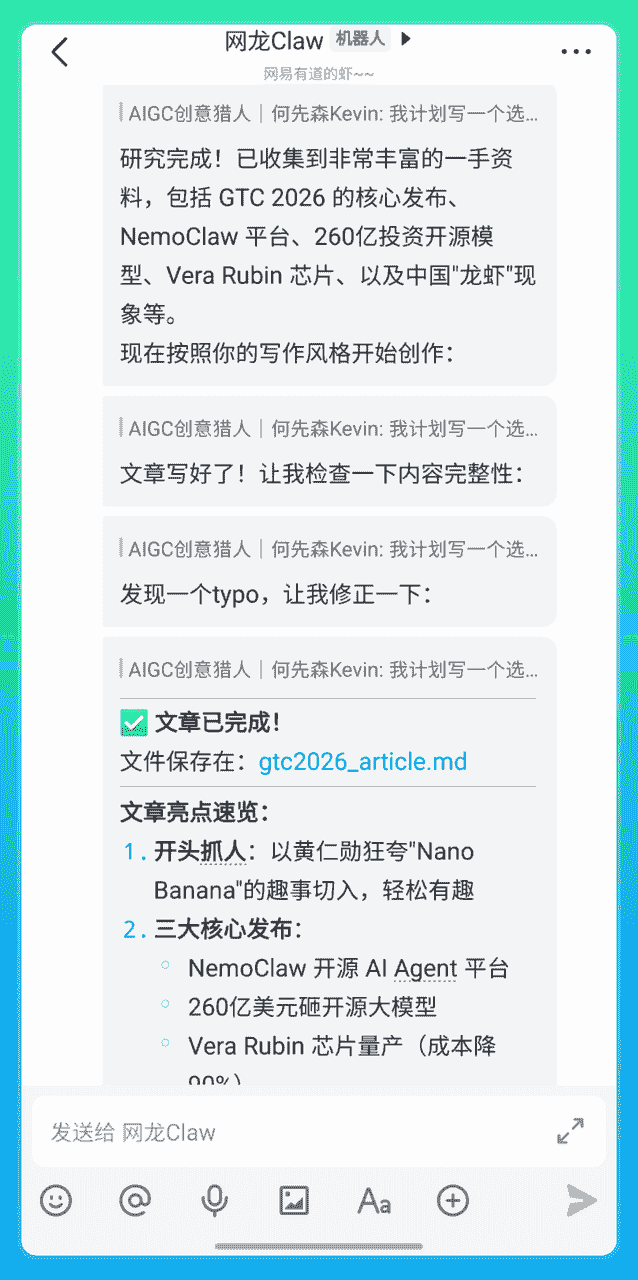 网龙Claw 机器人
网易有道的虾~~
AIGC创意猎人｜何先森Kevin: 我计划写一个选...
研究完成！已收集到非常丰富的一手资
料，包括 GTC 2026 的核心发布、
NemoClaw 平台、260亿投资开源模
型、Vera Rubin 芯片、以及中国"龙虾"现
象等。
现在按照你的写作风格开始创作：
AIGC创意猎人｜何先森Kevin: 我计划写一个选...
文章写好了！让我检查一下内容完整性：
AIGC创意猎人｜何先森Kevin: 我计划写一个选...
发现一个typo，让我修正一下：
AIGC创意猎人｜何先森Kevin: 我计划写一个选...
文章已完成！
文件保存在：gtc2026_article.md
文章亮点速览：
1. 开头抓人：以黄仁勋狂夸"Nano
Banana"的趣事切入，轻松有趣
2. 三大核心发布：
NemoClaw 开源 AI Agent 平台
260亿美元砸开源大模型
Vera Rubin 芯片量产（成本降
90%）
发送给 网龙Claw
Aa